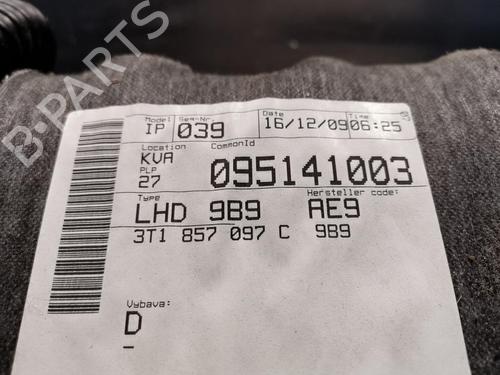 Model Seq-Nr. Date Time
IP 039 16/12/09 06:25
Location CommonId
KVA 095141003
PLP
27
Type Hersteller code:
LHD 9B9 AE9
3T1 857 097 C 9B9
Vybava:
D
B-PARTS